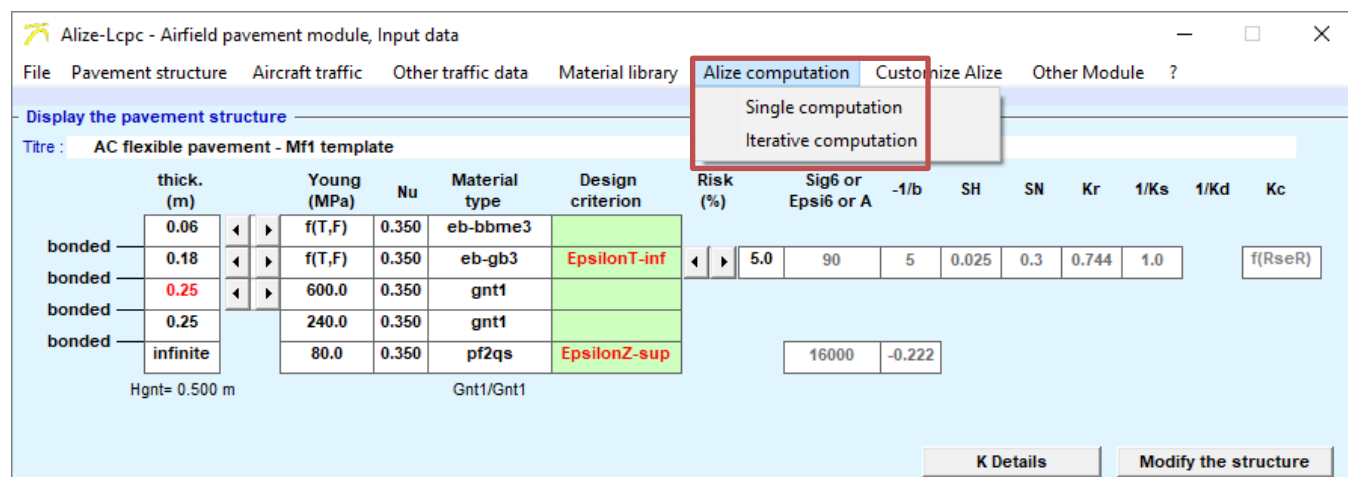 Alize-Lcpc - Airfield pavement module, Input data
File Pavement structure Aircraft traffic Other traffic data Material library Alize computation Customize Alize Other Module ?
Single computation
Iterative computation
Display the pavement structure
Titre : AC flexible pavement - Mf1 template
thick. (m) Young (MPa) Nu Material type Design criterion Risk (%) Sig6 or Epsi6 or A -1/b SH SN Kr 1/Ks 1/Kd Kc
0.06 f(T,F) 0.350 eb-bbme3
bonded
0.18 f(T,F) 0.350 eb-gb3 EpsilonT-inf 5.0 90 5 0.025 0.3 0.744 1.0 f(RseR)
bonded
0.25 600.0 0.350 gnt1
bonded
0.25 240.0 0.350 gnt1
bonded
infinite 80.0 0.350 pf2qs EpsilonZ-sup 16000 -0.222
Hgnt= 0.500 m Gnt1/Gnt1
K Details Modify the structure